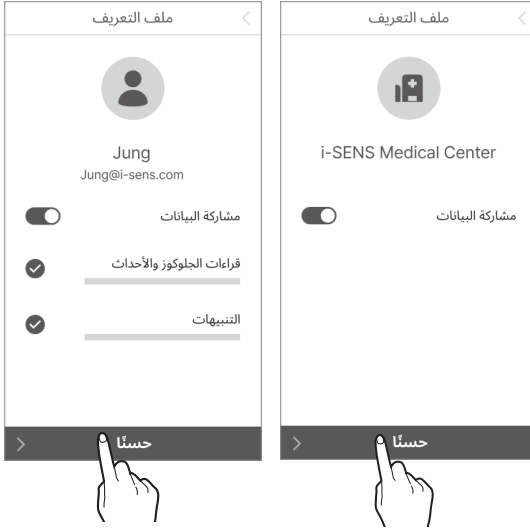 ملف التعريف
Jung
Jung@i-sens.com
مشاركة البيانات
قراءات الجلوكوز والأحداث
التنبيهات
حسنًا
ملف التعريف
i-SENS Medical Center
مشاركة البيانات
حسنًا